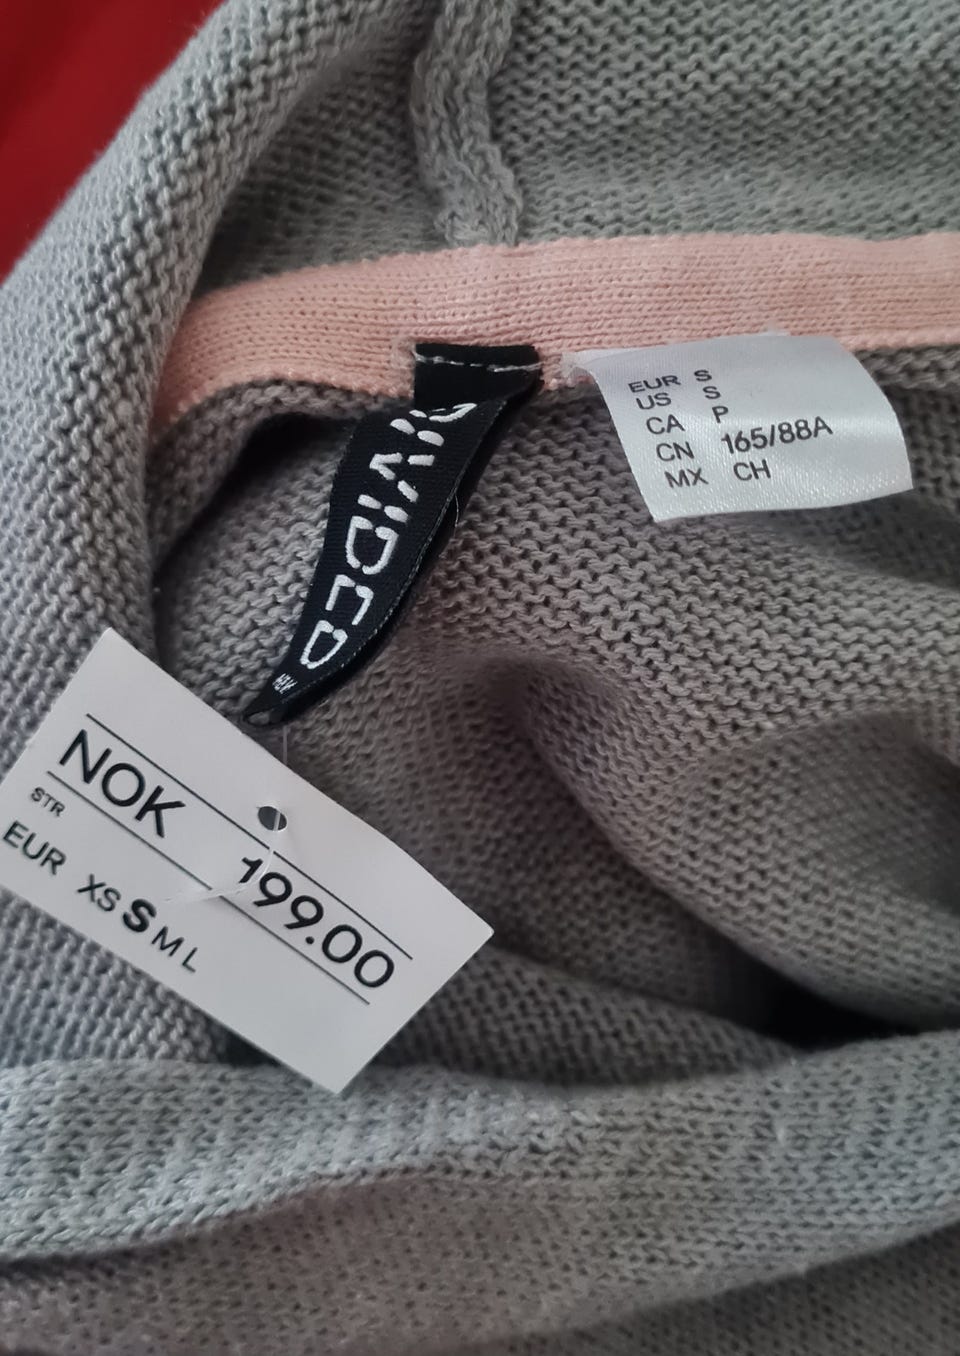 DIVIDED
H&M
EUR S
US S
CA P
CN 165/88A
MX CH
NOK 199.00
STR
EUR XS S M L